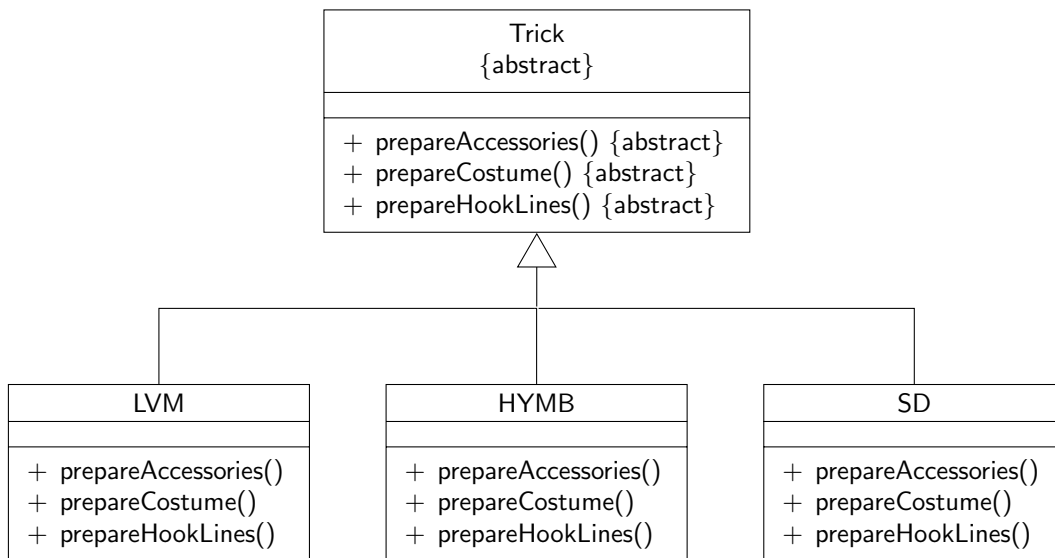 Trick
{abstract}
+ prepareAccessories() {abstract}
+ prepareCostume() {abstract}
+ prepareHookLines() {abstract}
LVM
+ prepareAccessories()
+ prepareCostume()
+ prepareHookLines()
HYMB
+ prepareAccessories()
+ prepareCostume()
+ prepareHookLines()
SD
+ prepareAccessories()
+ prepareCostume()
+ prepareHookLines()